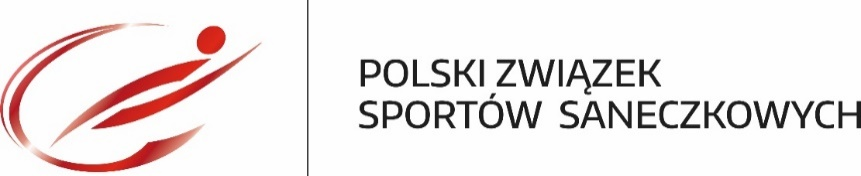 POLSKI ZWIĄZEK
SPORTÓW SANECZKOWYCH